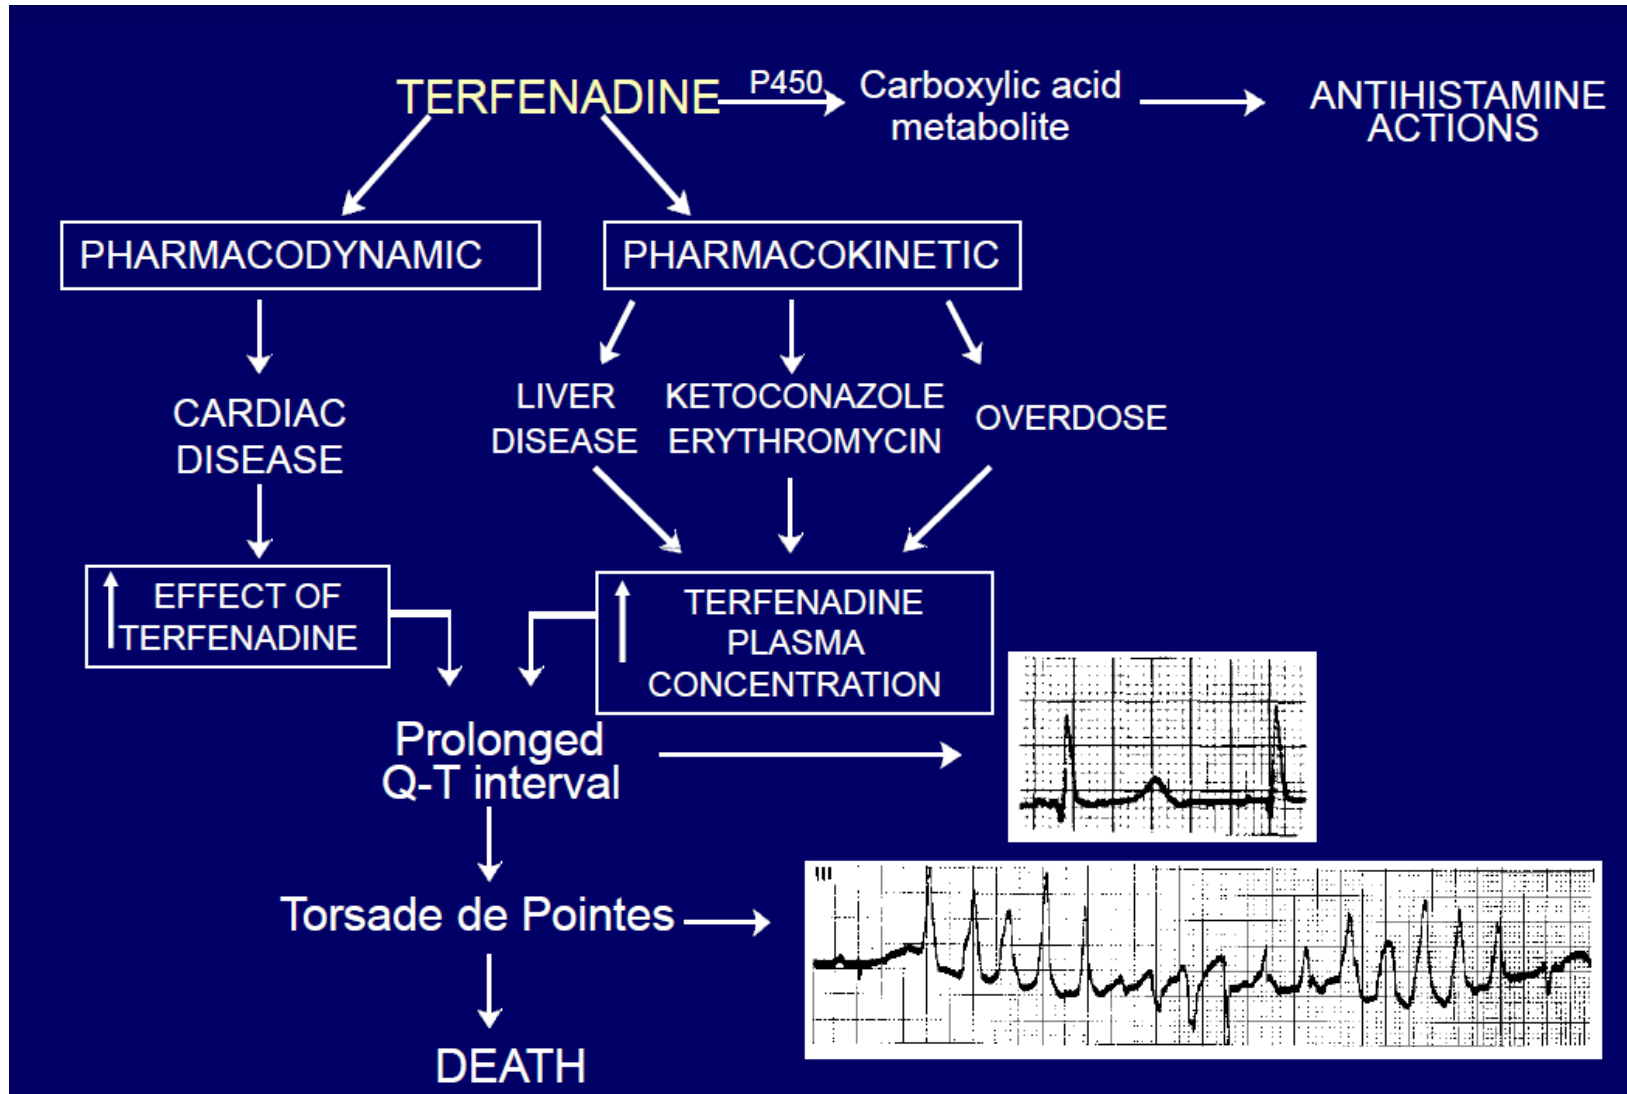 TERFENADINE
P450
Carboxylic acid
metabolite
ANTIHISTAMINE
ACTIONS
PHARMACODYNAMIC
PHARMACOKINETIC
CARDIAC
DISEASE
LIVER
DISEASE
KETOCONAZOLE
ERYTHROMYCIN
OVERDOSE
EFFECT OF
TERFENADINE
TERFENADINE
PLASMA
CONCENTRATION
Prolonged
Q-T interval
Torsade de Pointes
III
DEATH